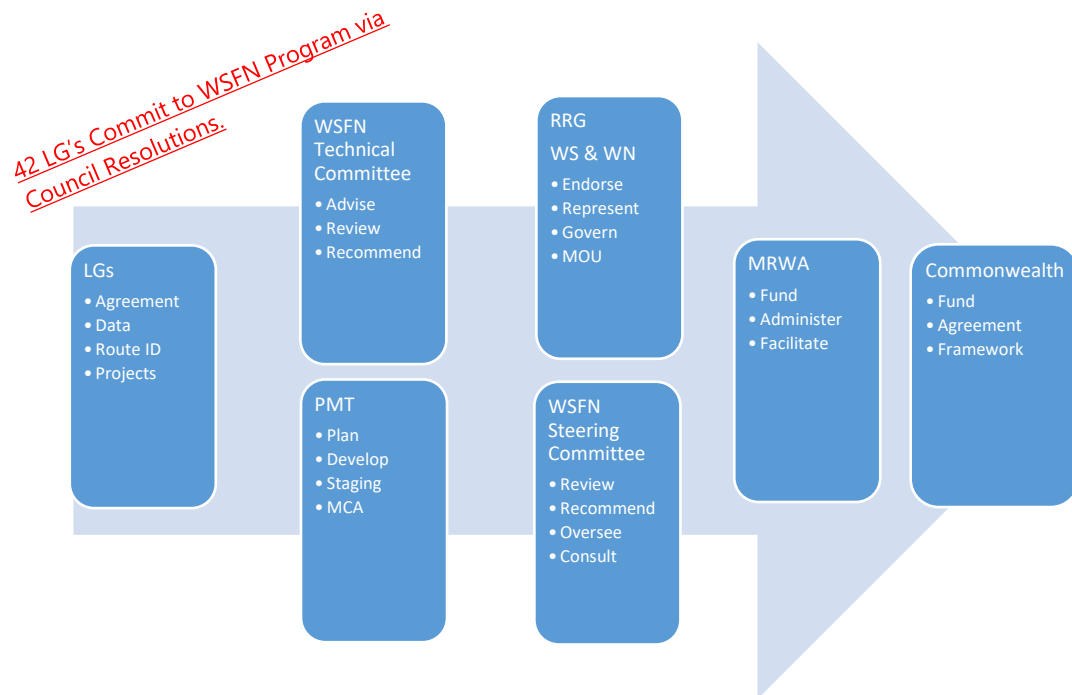 42 LG's Commit to WSFN Program via
Council Resolutions.
LGs
• Agreement
• Data
• Route ID
• Projects
WSFN
Technical
Committee
• Advise
• Review
• Recommend
PMT
• Plan
• Develop
• Staging
• MCA
RRG
WS & WN
• Endorse
• Represent
• Govern
• MOU
WSFN
Steering
Committee
• Review
• Recommend
• Oversee
• Consult
MRWA
• Fund
• Administer
• Facilitate
Commonwealth
• Fund
• Agreement
• Framework